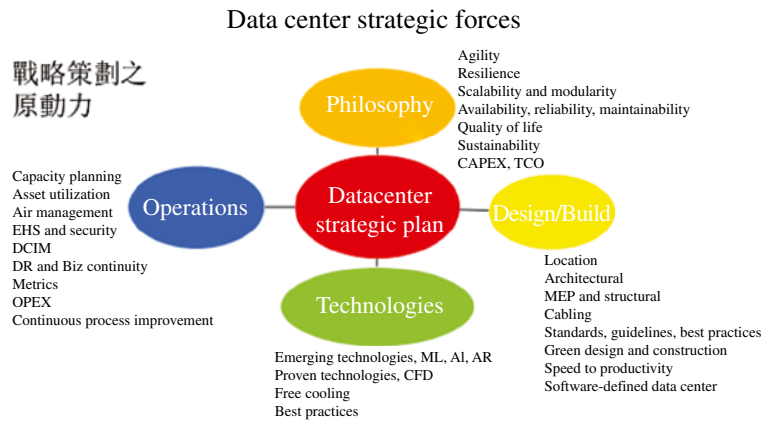 Data center strategic forces
戰略策劃之
原動力
Philosophy
Agility
Resilience
Scalability and modularity
Availability, reliability, maintainability
Quality of life
Sustainability
CAPEX, TCO
Capacity planning
Asset utilization
Air management
EHS and security
DCIM
DR and Biz continuity
Metrics
OPEX
Continuous process improvement
Operations
Datacenter
strategic plan
Design/Build
Location
Architectural
MEP and structural
Cabling
Standards, guidelines, best practices
Green design and construction
Speed to productivity
Software-defined data center
Technologies
Emerging technologies, ML, AI, AR
Proven technologies, CFD
Free cooling
Best practices